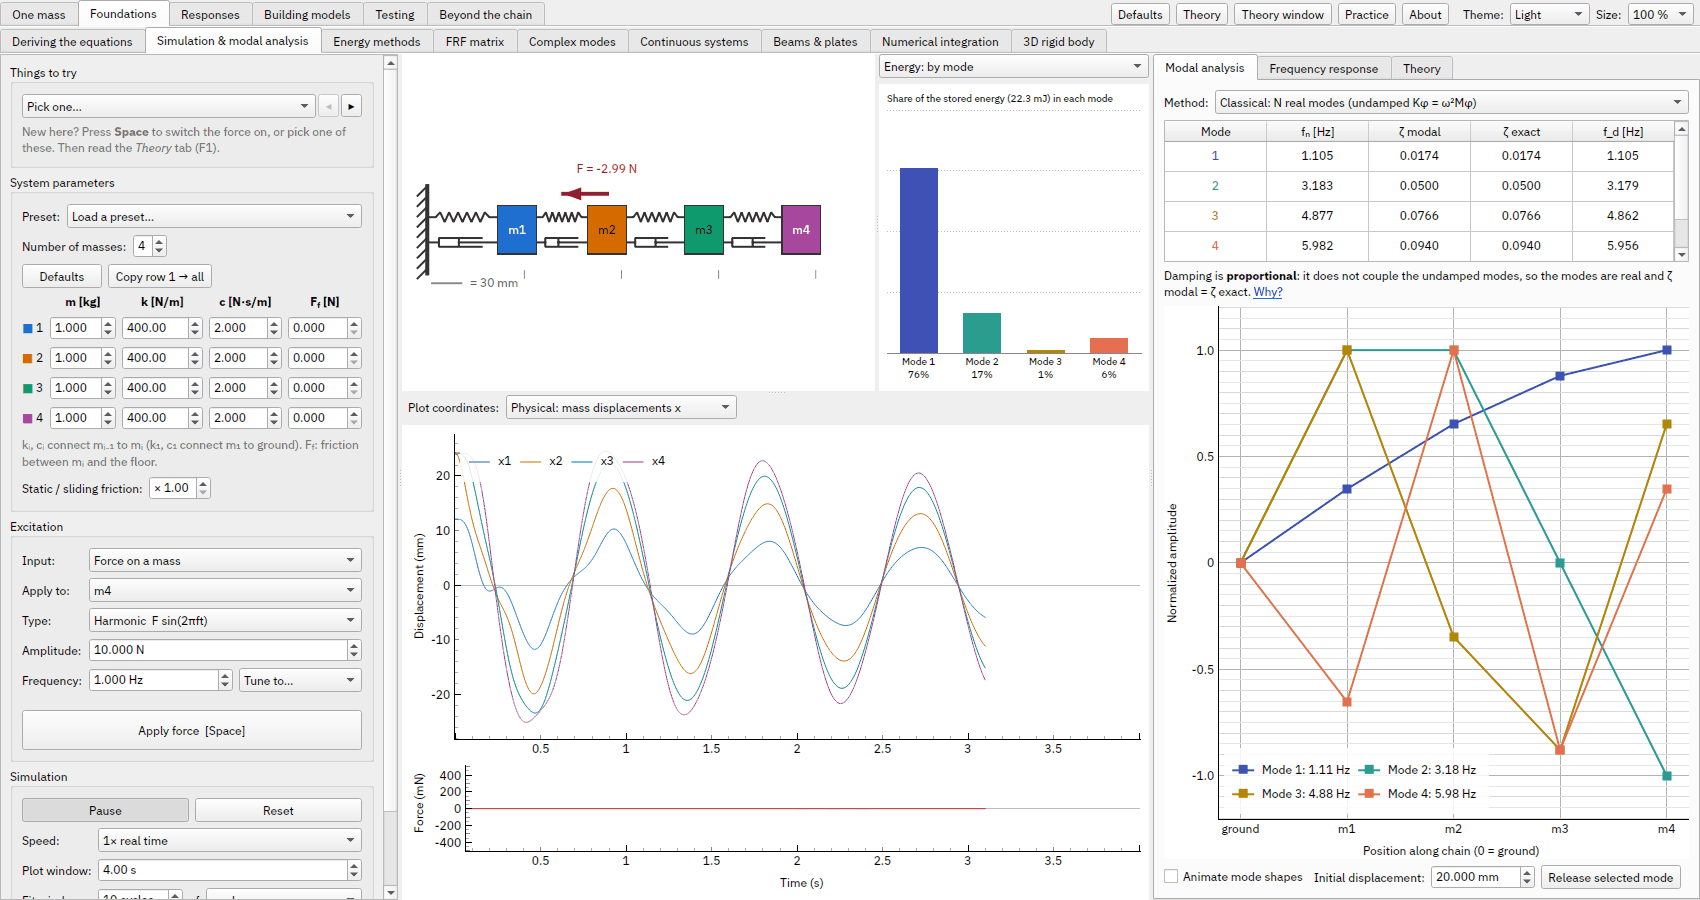 One mass
Foundations
Responses
Building models
Testing
Beyond the chain
Defaults
Theory
Theory window
Practice
About
Theme:
Light
Size:
100 %
Deriving the equations
Simulation & modal analysis
Energy methods
FRF matrix
Complex modes
Continuous systems
Beams & plates
Numerical integration
3D rigid body
Things to try
Pick one...
New here? Press Space to switch the force on, or pick one of
these. Then read the Theory tab (F1).
System parameters
Preset: Load a preset...
Number of masses: 4
Defaults
Copy row 1 → all
m [kg] k [N/m] c [N·s/m] Ff [N]
1 1.000 400.00 2.000 0.000
2 1.000 400.00 2.000 0.000
3 1.000 400.00 2.000 0.000
4 1.000 400.00 2.000 0.000
kᵢ, cᵢ connect mᵢ₋₁ to mᵢ (k₁, c₁ connect m₁ to ground). Ff: friction
between mᵢ and the floor.
Static / sliding friction: × 1.00
Excitation
Input: Force on a mass
Apply to: m4
Type: Harmonic F sin(2πft)
Amplitude: 10.000 N
Frequency: 1.000 Hz
Tune to...
Apply force [Space]
Simulation
Pause
Reset
Speed: 1× real time
Plot window: 4.00 s
F = -2.99 N
m1 m2 m3 m4
= 30 mm
Energy: by mode
Share of the stored energy (22.3 mJ) in each mode
Mode 1 Mode 2 Mode 3 Mode 4
76% 17% 1% 6%
Plot coordinates: Physical: mass displacements x
x1 x2 x3 x4
Displacement (mm)
20
10
0
-10
-20
0.5 1 1.5 2 2.5 3 3.5
Force (mN)
400
200
0
-200
-400
0.5 1 1.5 2 2.5 3 3.5
Time (s)
Modal analysis
Frequency response
Theory
Method: Classical: N real modes (undamped Kφ = ω²Mφ)
Mode fₙ [Hz] ζ modal ζ exact f_d [Hz]
1 1.105 0.0174 0.0174 1.105
2 3.183 0.0500 0.0500 3.179
3 4.877 0.0766 0.0766 4.862
4 5.982 0.0940 0.0940 5.956
Damping is proportional: it does not couple the undamped modes, so the modes are real and ζ
modal = ζ exact. Why?
Normalized amplitude
1.0
0.5
0
-0.5
-1.0
Mode 1: 1.11 Hz Mode 2: 3.18 Hz
Mode 3: 4.88 Hz Mode 4: 5.98 Hz
ground m1 m2 m3 m4
Position along chain (0 = ground)
Animate mode shapes
Initial displacement: 20.000 mm
Release selected mode